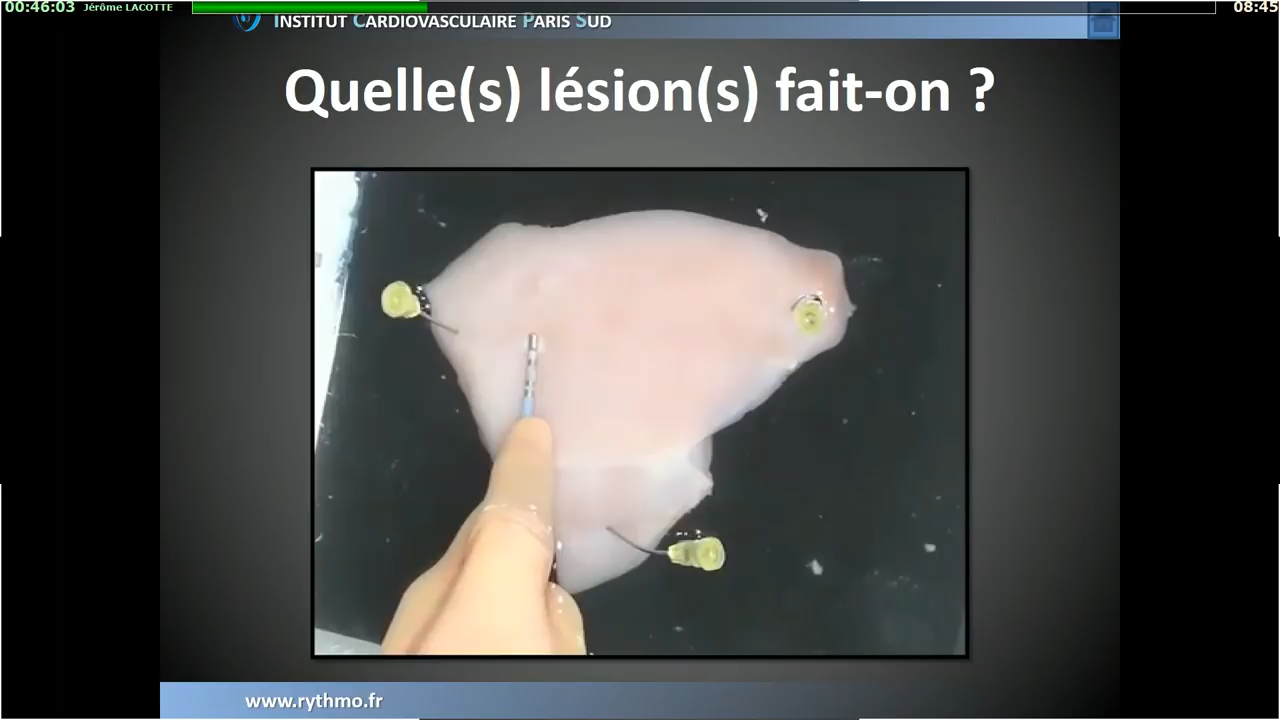 00:46:03 Jérôme LACOTTE 08:45
INSTITUT CARDIOVASCULAIRE PARIS SUD
Quelle(s) lésion(s) fait-on ?
www.rythmo.fr